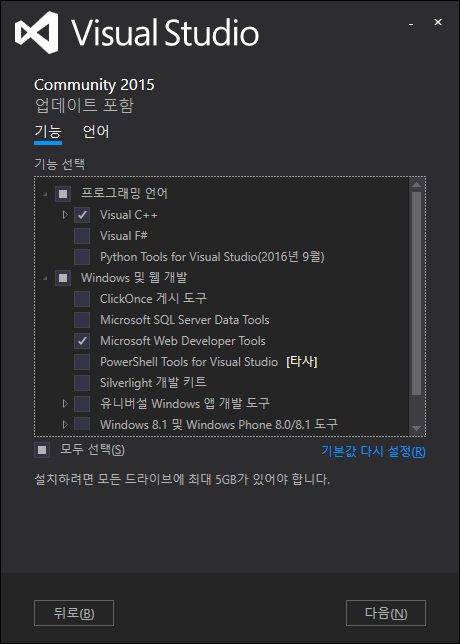 Visual Studio
Community 2015
업데이트 포함
기능 언어
기능 선택
프로그래밍 언어
Visual C++
Visual F#
Python Tools for Visual Studio(2016년 9월)
Windows 및 웹 개발
ClickOnce 게시 도구
Microsoft SQL Server Data Tools
Microsoft Web Developer Tools
PowerShell Tools for Visual Studio [타사]
Silverlight 개발 키트
유니버설 Windows 앱 개발 도구
Windows 8.1 및 Windows Phone 8.0/8.1 도구
모두 선택(S) 기본값 다시 설정(R)
설치하려면 모든 드라이브에 최대 5GB가 있어야 합니다.
뒤로(B) 다음(N)